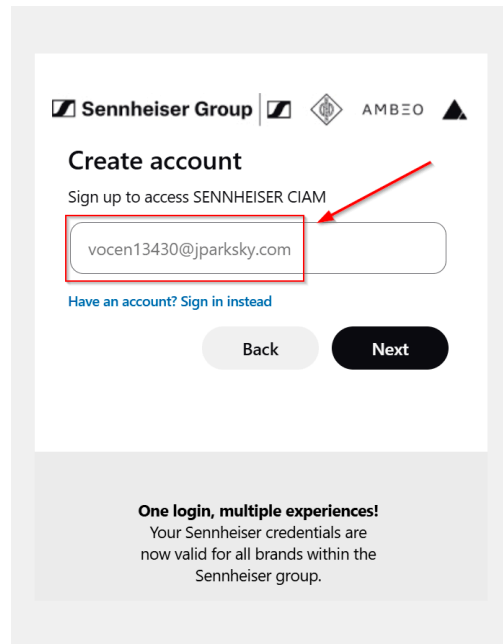 Sennheiser Group AMBEO
Create account
Sign up to access SENNHEISER CIAM
vocen13430@jparksky.com
Have an account? Sign in instead
Back Next
One login, multiple experiences!
Your Sennheiser credentials are
now valid for all brands within the
Sennheiser group.